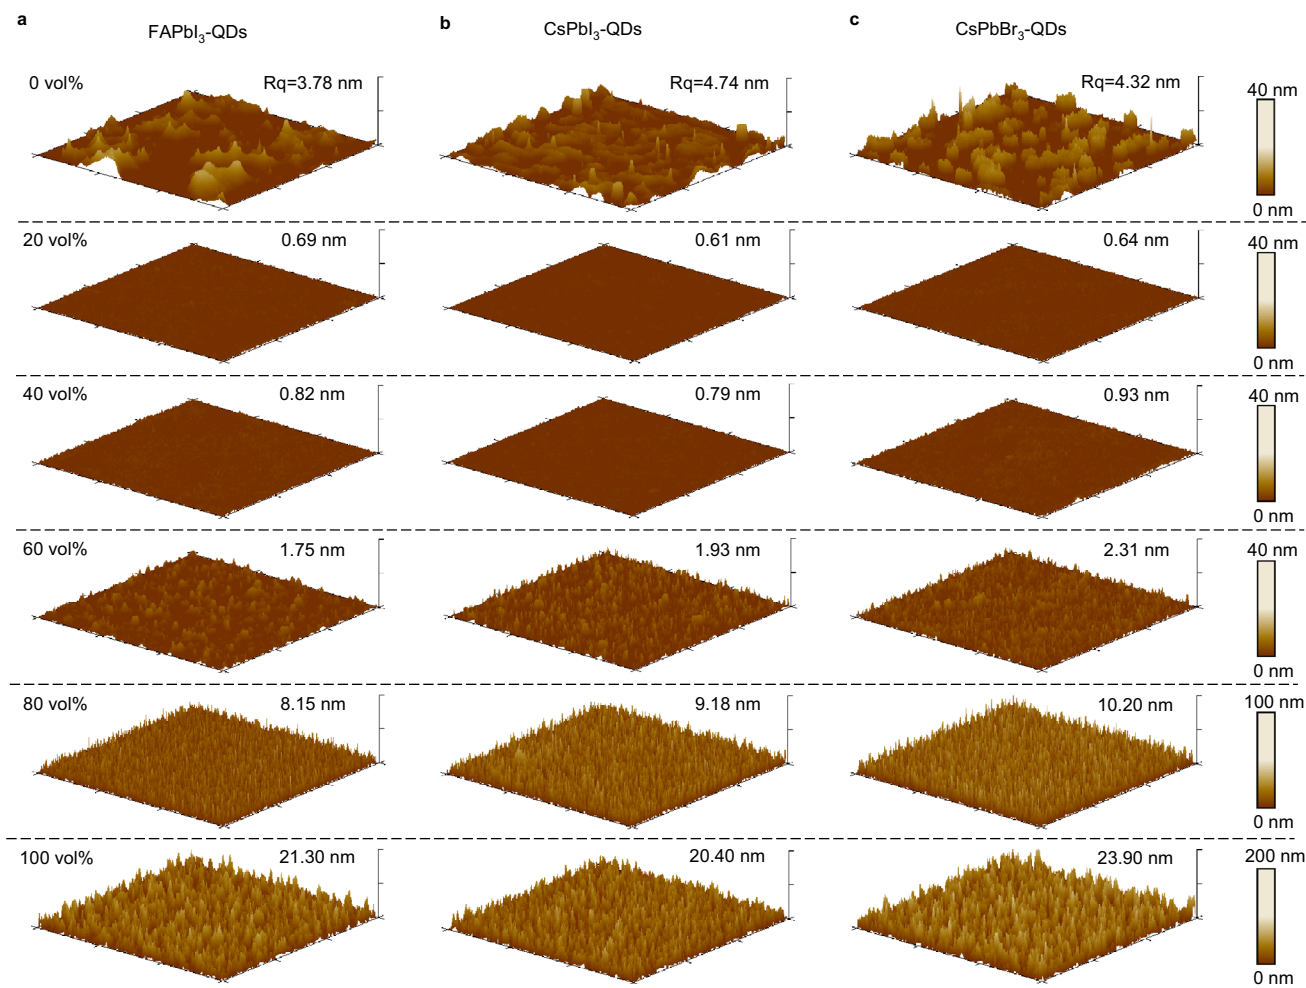 a
b
c
FAPbI3-QDs
CsPbI3-QDs
CsPbBr3-QDs
0 vol%
Rq=3.78 nm
Rq=4.74 nm
Rq=4.32 nm
40 nm
0 nm
20 vol%
0.69 nm
0.61 nm
0.64 nm
40 nm
0 nm
40 vol%
0.82 nm
0.79 nm
0.93 nm
40 nm
0 nm
60 vol%
1.75 nm
1.93 nm
2.31 nm
40 nm
0 nm
80 vol%
8.15 nm
9.18 nm
10.20 nm
100 nm
0 nm
100 vol%
21.30 nm
20.40 nm
23.90 nm
200 nm
0 nm